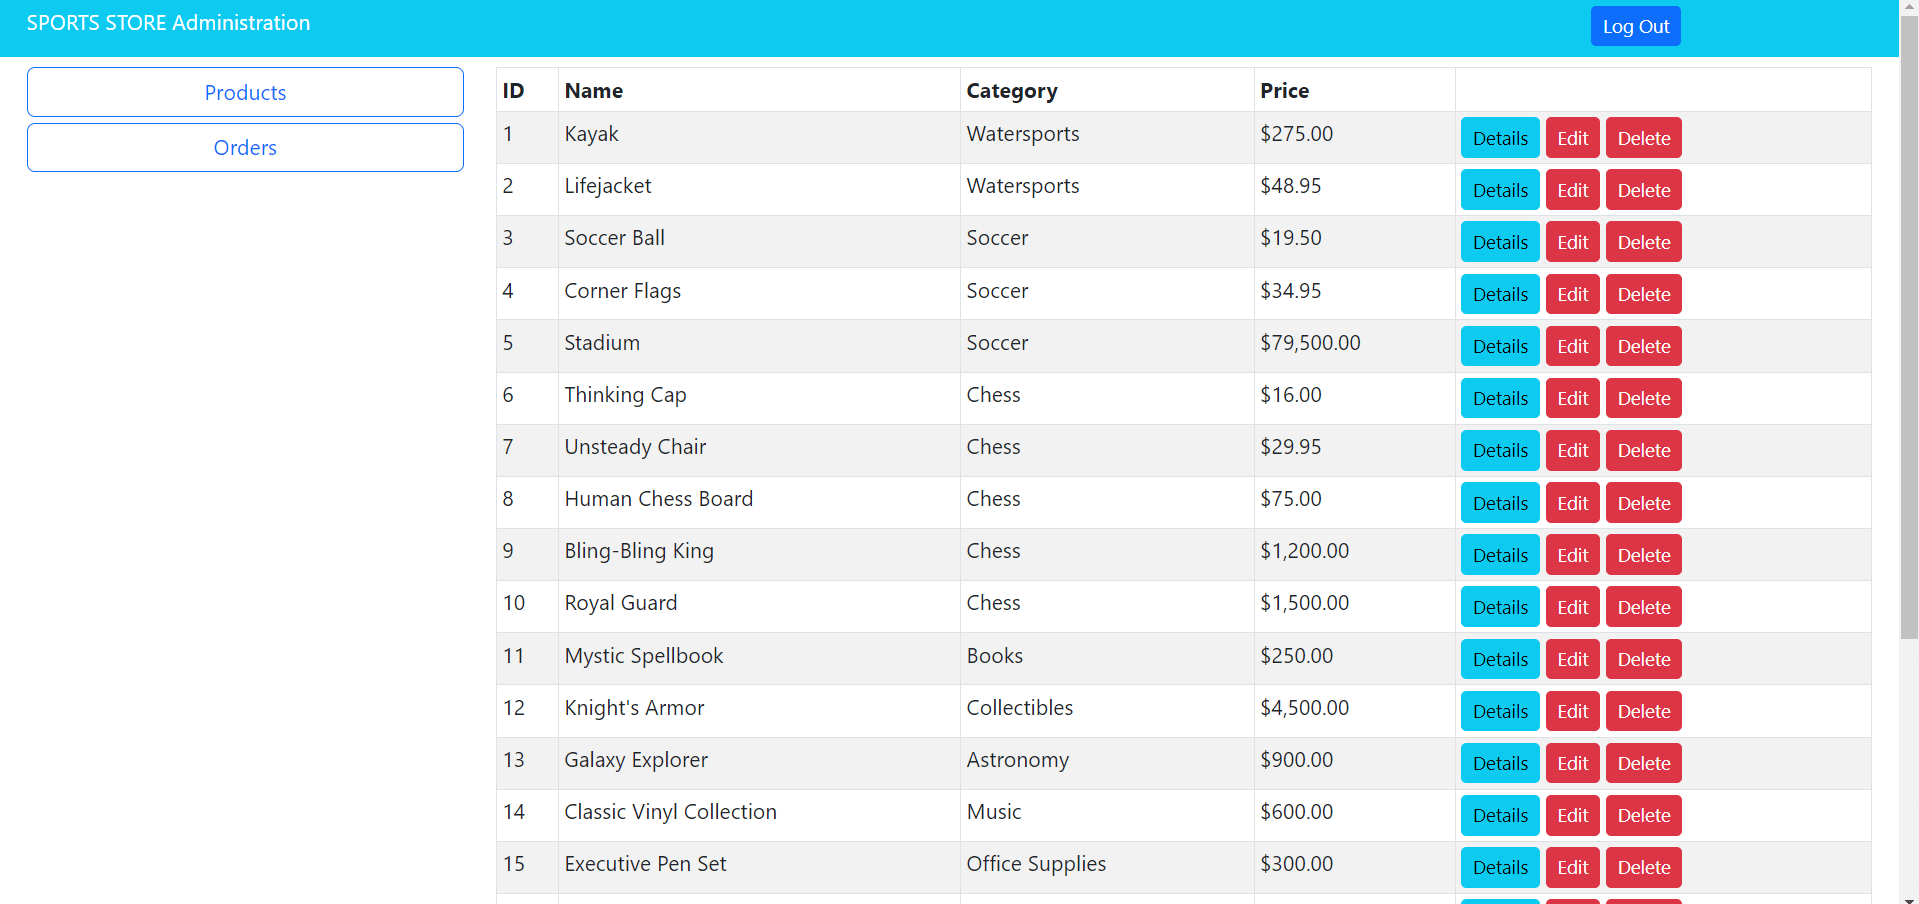 SPORTS STORE Administration Log Out
Products
Orders
ID Name Category Price
1 Kayak Watersports $275.00 Details Edit Delete
2 Lifejacket Watersports $48.95 Details Edit Delete
3 Soccer Ball Soccer $19.50 Details Edit Delete
4 Corner Flags Soccer $34.95 Details Edit Delete
5 Stadium Soccer $79,500.00 Details Edit Delete
6 Thinking Cap Chess $16.00 Details Edit Delete
7 Unsteady Chair Chess $29.95 Details Edit Delete
8 Human Chess Board Chess $75.00 Details Edit Delete
9 Bling-Bling King Chess $1,200.00 Details Edit Delete
10 Royal Guard Chess $1,500.00 Details Edit Delete
11 Mystic Spellbook Books $250.00 Details Edit Delete
12 Knight's Armor Collectibles $4,500.00 Details Edit Delete
13 Galaxy Explorer Astronomy $900.00 Details Edit Delete
14 Classic Vinyl Collection Music $600.00 Details Edit Delete
15 Executive Pen Set Office Supplies $300.00 Details Edit Delete